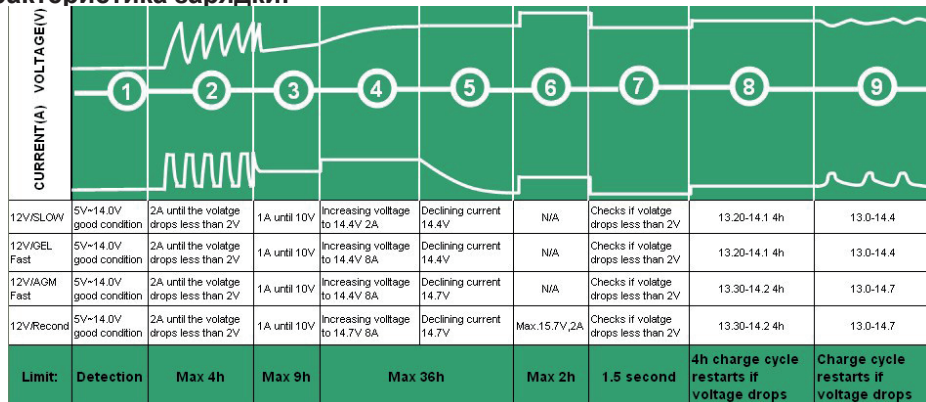 рактеристика зарядки:
VOLTAGE(V)
CURRENT(A)
1 2 3 4 5 6 7 8 9
12V/SLOW
5V~14.0V
good condition
2A until the volatge
drops less than 2V
1A until 10V
Increasing volltage
to 14.4V 2A
Declining current
14.4V
N/A
Checks if volatge
drops less than 2V
13.20-14.1 4h
13.0-14.4
12V/GEL
Fast
5V~14.0V
good condition
2A until the voltage
drops less than 2V
1A until 10V
Increasing voltage
to 14.4V 8A
Declining current
14.4V
N/A
Checks if volatge
drops less than 2V
13.20-14.1 4h
13.0-14.4
12V/AGM
Fast
5V~14.0V
good condition
2A until the voltage
drops less than 2V
1A until 10V
Increasing voltage
to 14.4V 8A
Declining current
14.7V
N/A
Checks if volatge
drops less than 2V
13.30-14.2 4h
13.0-14.7
12V/Recond
5V~14.0V
good condition
2A until the voltage
drops less than 2V
1A until 10V
Increasing voltage
to 14.7V 8A
Declining current
14.7V
Max.15.7V,2A
Checks if volatge
drops less than 2V
13.30-14.2 4h
13.0-14.7
Limit:
Detection
Max 4h
Max 9h
Max 36h
Max 2h
1.5 second
4h charge cycle
restarts if
voltage drops
Charge cycle
restarts if
voltage drops